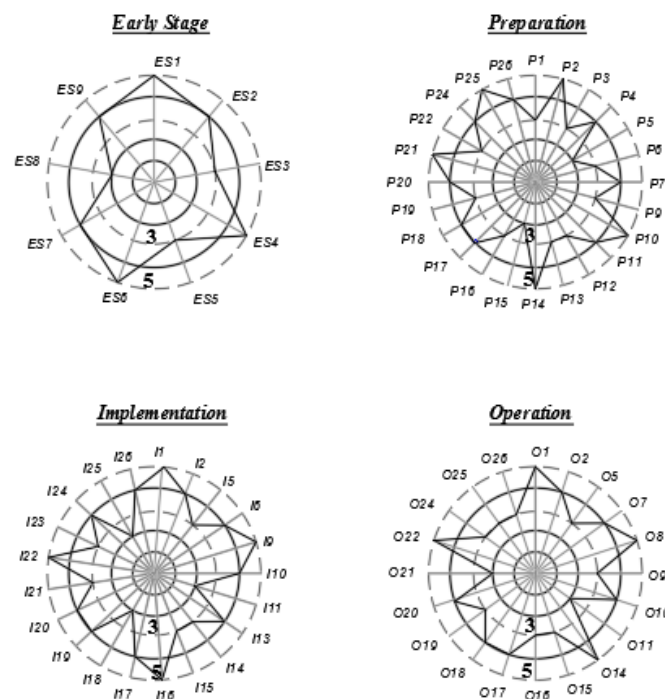 Early Stage
ES1
ES2
ES3
ES4
ES5
ES6
ES7
ES8
ES9
3
5
Preparation
P1
P2
P3
P4
P5
P6
P7
P9
P10
P11
P12
P13
P14
P15
P16
P17
P18
P19
P20
P21
P22
P24
P25
P26
3
5
Implementation
I1
I2
I5
I6
I9
I10
I11
I13
I14
I15
I16
I17
I18
I19
I20
I21
I22
I23
I24
I25
I26
3
5
Operation
O1
O2
O5
O7
O8
O9
O10
O11
O14
O15
O16
O17
O18
O19
O20
O21
O22
O24
O25
O26
3
5